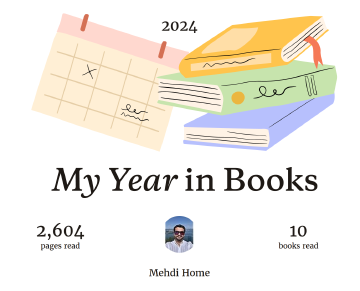 2024
My Year in Books
2,604
pages read
10
books read
Mehdi Home